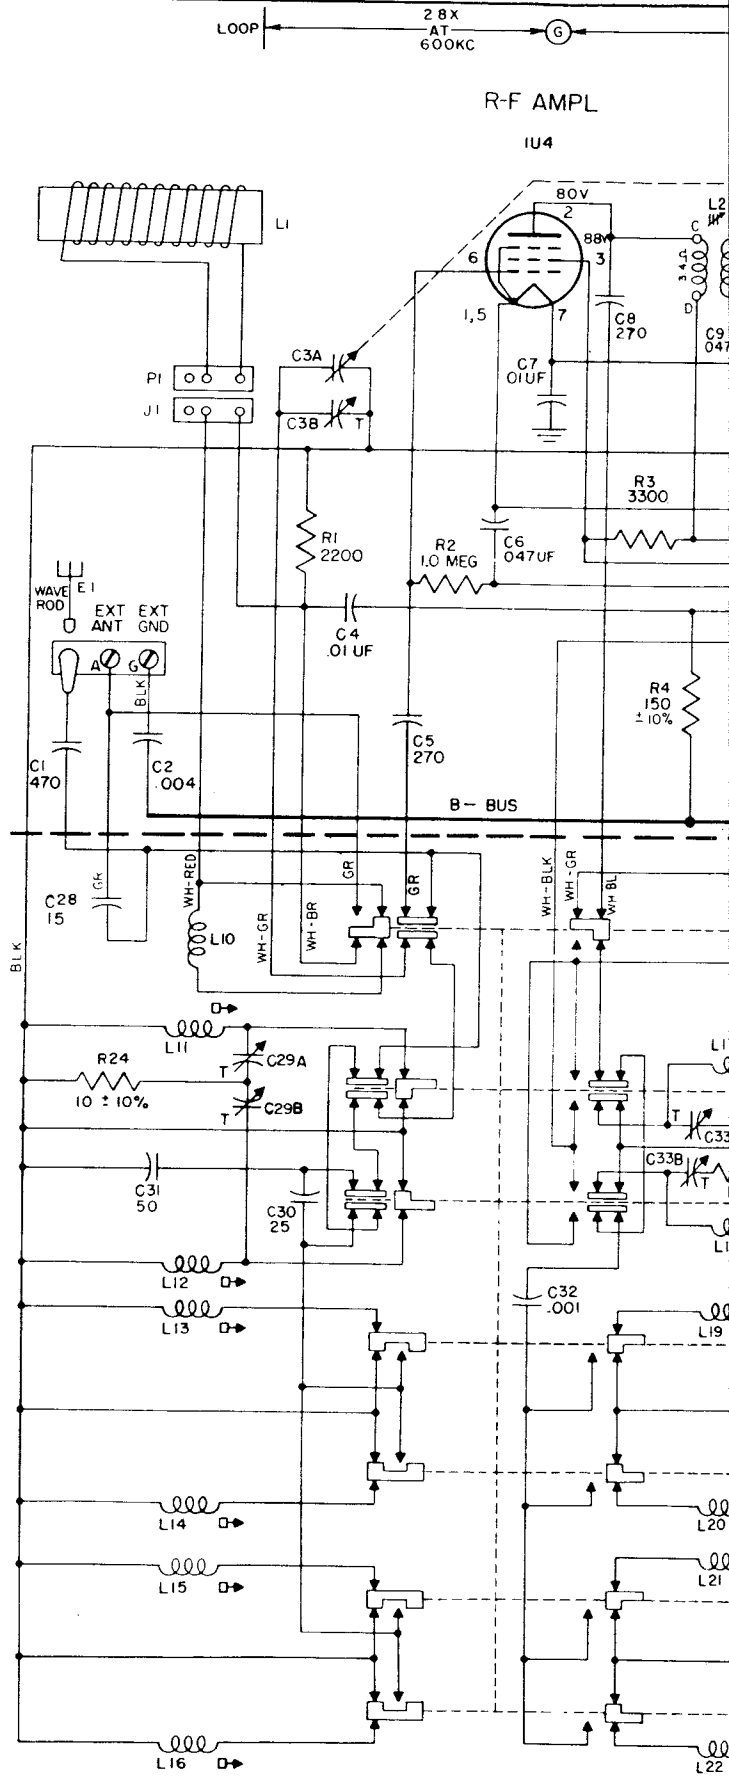 LOOP
2 8X
AT
600KC
G
R-F AMPL
1U4
80V
2
88V
6
3
1,5
7
L1
L2
C
3.4Ω
D
C8
270
C9
.047
C3A
C7
.01UF
P1
J1
C3B
T
R1
2200
R3
3300
C6
.047UF
R2
1.0 MEG
WAVE
ROD
E1
EXT
ANT
EXT
GND
A
G
BLK
C4
.01 UF
R4
150
±10%
C1
470
C2
.004
C5
270
B- BUS
C28
15
GR
WH-RED
L10
WH-GR
WH-BR
GR
GR
WH-BLK
WH-GR
WH BL
BLK
L11
C29A
T
R24
10 ± 10%
C29B
T
T
C33
C33B
T
C31
50
C30
25
L12
L13
C32
.001
L19
L14
L20
L15
L21
L16
L22